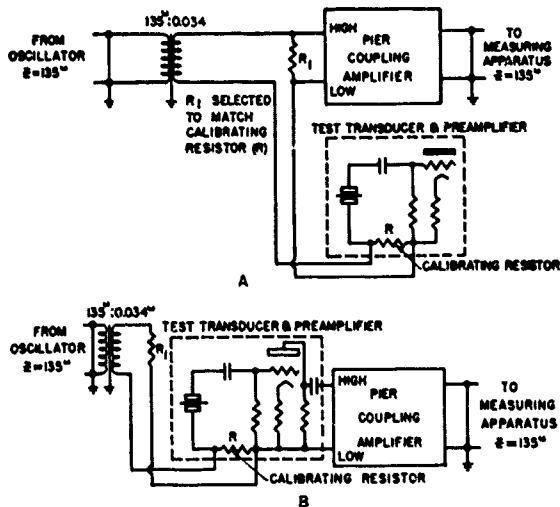 135ω:0.034
FROM
OSCILLATOR
Z=135ω
R₁
HIGH
PIER
COUPLING
AMPLIFIER
LOW
TO
MEASURING
APPARATUS
Z=135ω
R₁ SELECTED
TO MATCH
CALIBRATING
RESISTOR (R)
TEST TRANSDUCER & PREAMPLIFIER
R
CALIBRATING RESISTOR
A
135ω:0.034ω
FROM
OSCILLATOR
Z=135ω
R₁
TEST TRANSDUCER & PREAMPLIFIER
R
CALIBRATING RESISTOR
HIGH
PIER
COUPLING
AMPLIFIER
LOW
TO
MEASURING
APPARATUS
Z=135ω
B